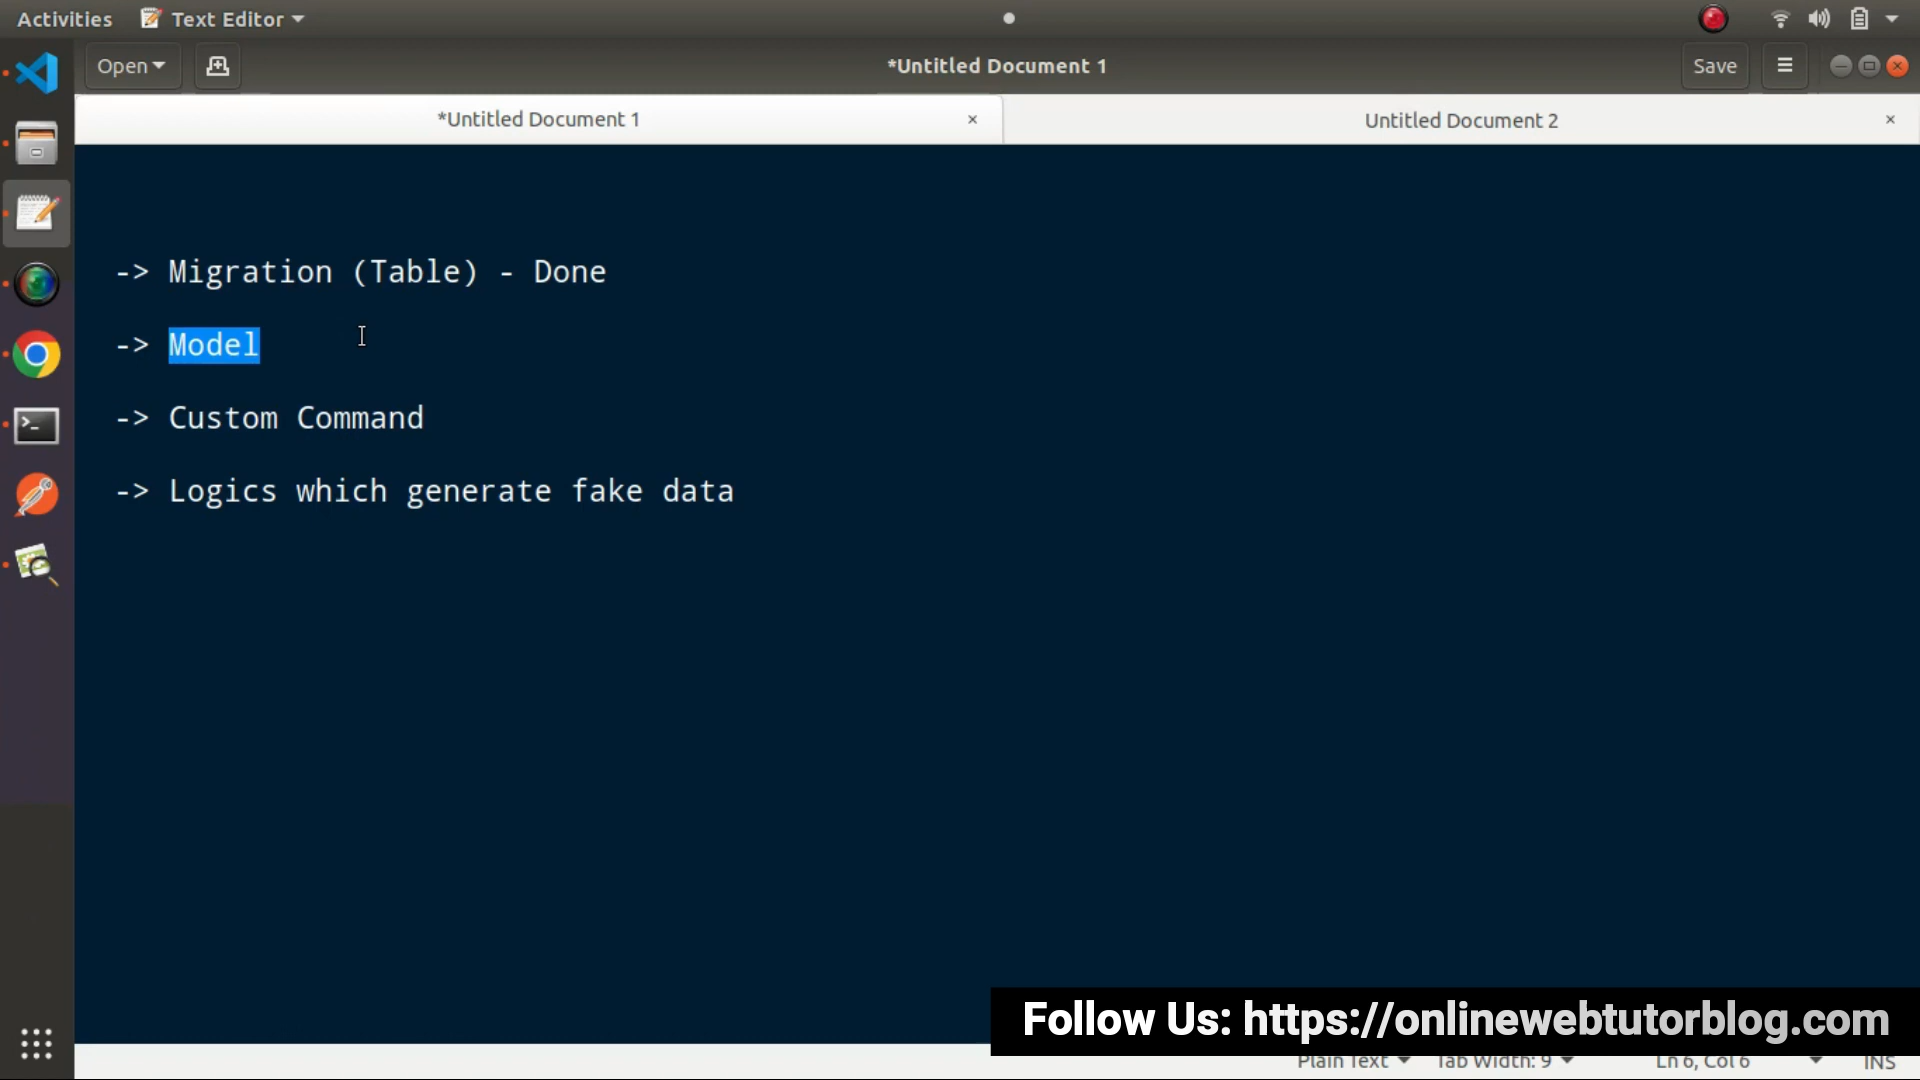 Activities Text Editor
Open *Untitled Document 1 Save
*Untitled Document 1 × Untitled Document 2 ×
-> Migration (Table) - Done
-> Model
-> Custom Command
-> Logics which generate fake data
Follow Us: https://onlinewebtutorblog.com
Plain Text Tab Width: 9 Ln 6, Col 6 INS